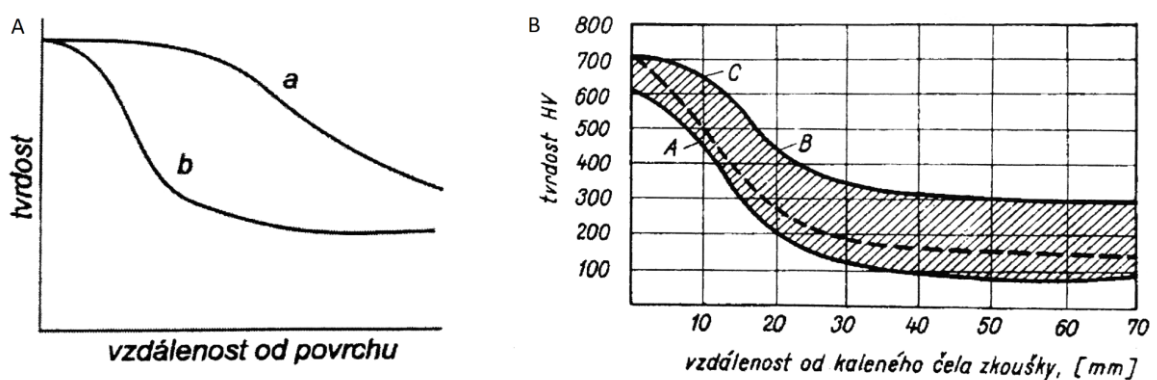 A
a
b
tvrdost
vzdálenost od povrchu
B
800
700
600
500
400
300
200
100
tvrdost HV
C
A
B
10 20 30 40 50 60 70
vzdálenost od kaleného čela zkoušky, [mm]